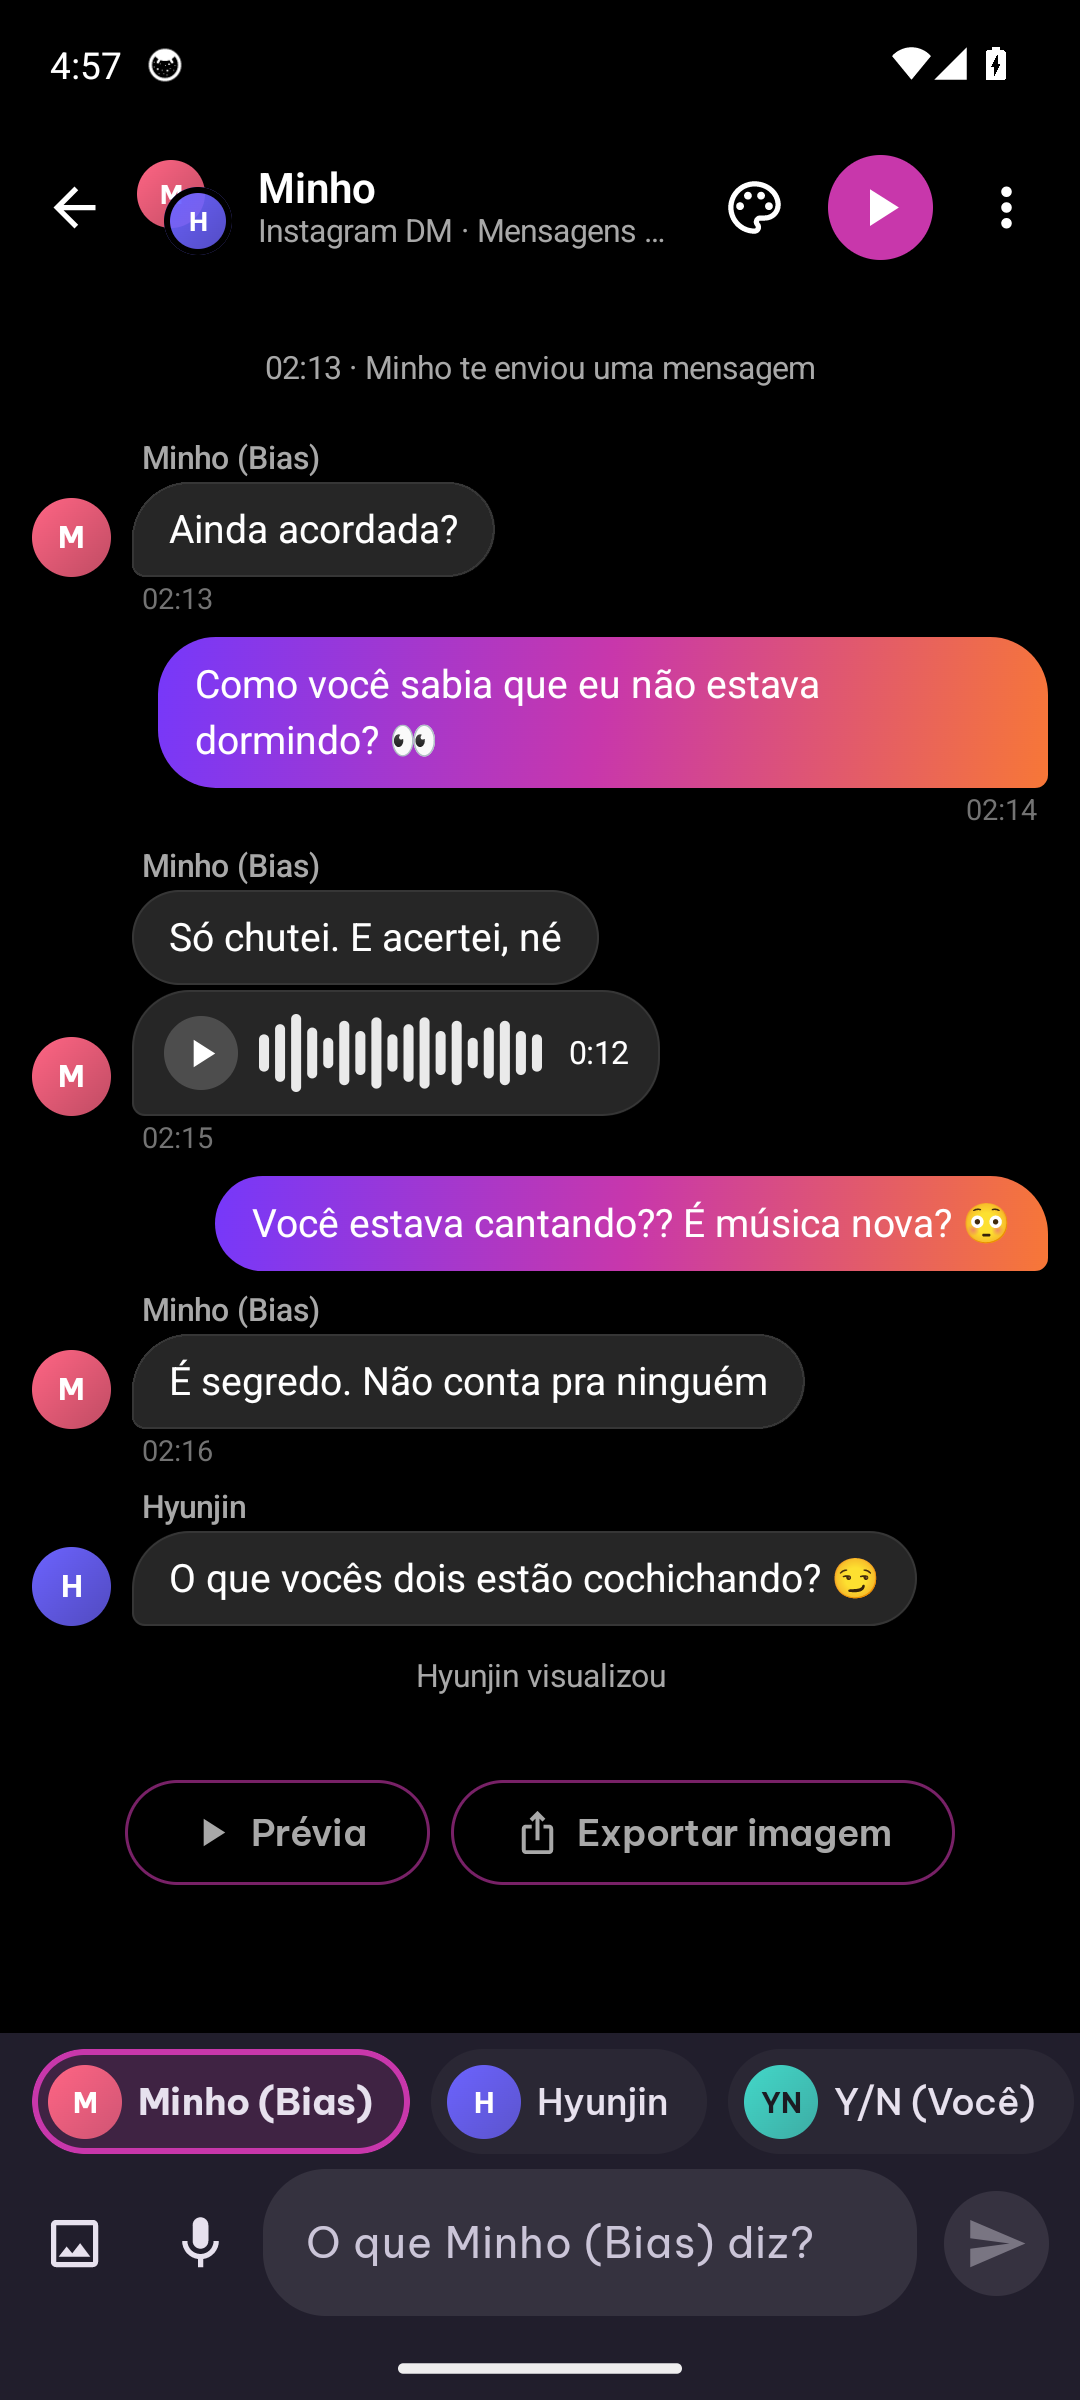 4:57
M
H
Minho
Instagram DM · Mensagens ...
02:13 · Minho te enviou uma mensagem
Minho (Bias)
M
Ainda acordada?
02:13
Como você sabia que eu não estava
dormindo? 👀
02:14
Minho (Bias)
Só chutei. E acertei, né
M
0:12
02:15
Você estava cantando?? É música nova? 😳
Minho (Bias)
M
É segredo. Não conta pra ninguém
02:16
Hyunjin
H
O que vocês dois estão cochichando? 😏
Hyunjin visualizou
Prévia
Exportar imagem
M
Minho (Bias)
H
Hyunjin
YN
Y/N (Você)
O que Minho (Bias) diz?